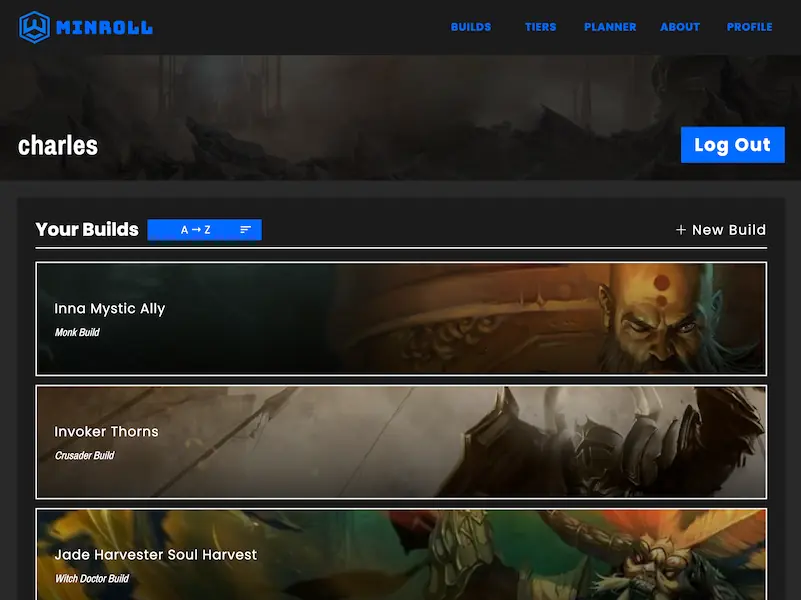 MINROLL
BUILDS TIERS PLANNER ABOUT PROFILE
charles
Log Out
Your Builds
A→Z
+ New Build
Inna Mystic Ally
Monk Build
Invoker Thorns
Crusader Build
Jade Harvester Soul Harvest
Witch Doctor Build